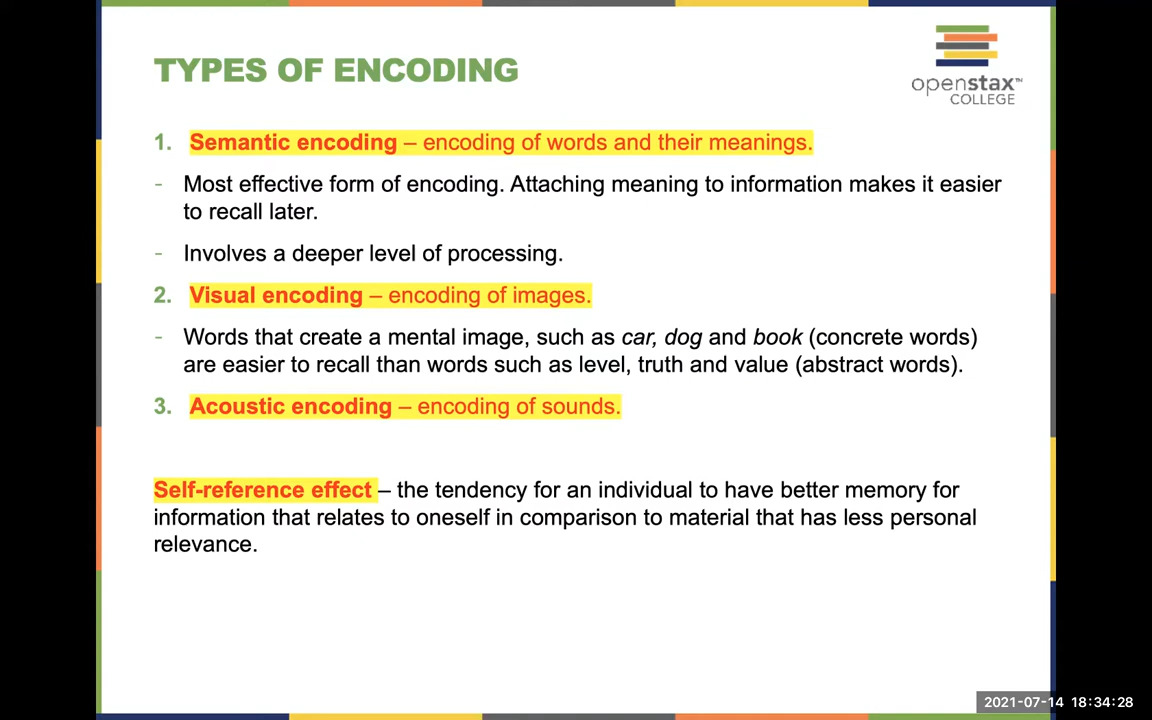 TYPES OF ENCODING
openstax™
COLLEGE
1. Semantic encoding – encoding of words and their meanings.
- Most effective form of encoding. Attaching meaning to information makes it easier
to recall later.
- Involves a deeper level of processing.
2. Visual encoding – encoding of images.
- Words that create a mental image, such as car, dog and book (concrete words)
are easier to recall than words such as level, truth and value (abstract words).
3. Acoustic encoding – encoding of sounds.
Self-reference effect – the tendency for an individual to have better memory for
information that relates to oneself in comparison to material that has less personal
relevance.
2021-07-14 18:34:28